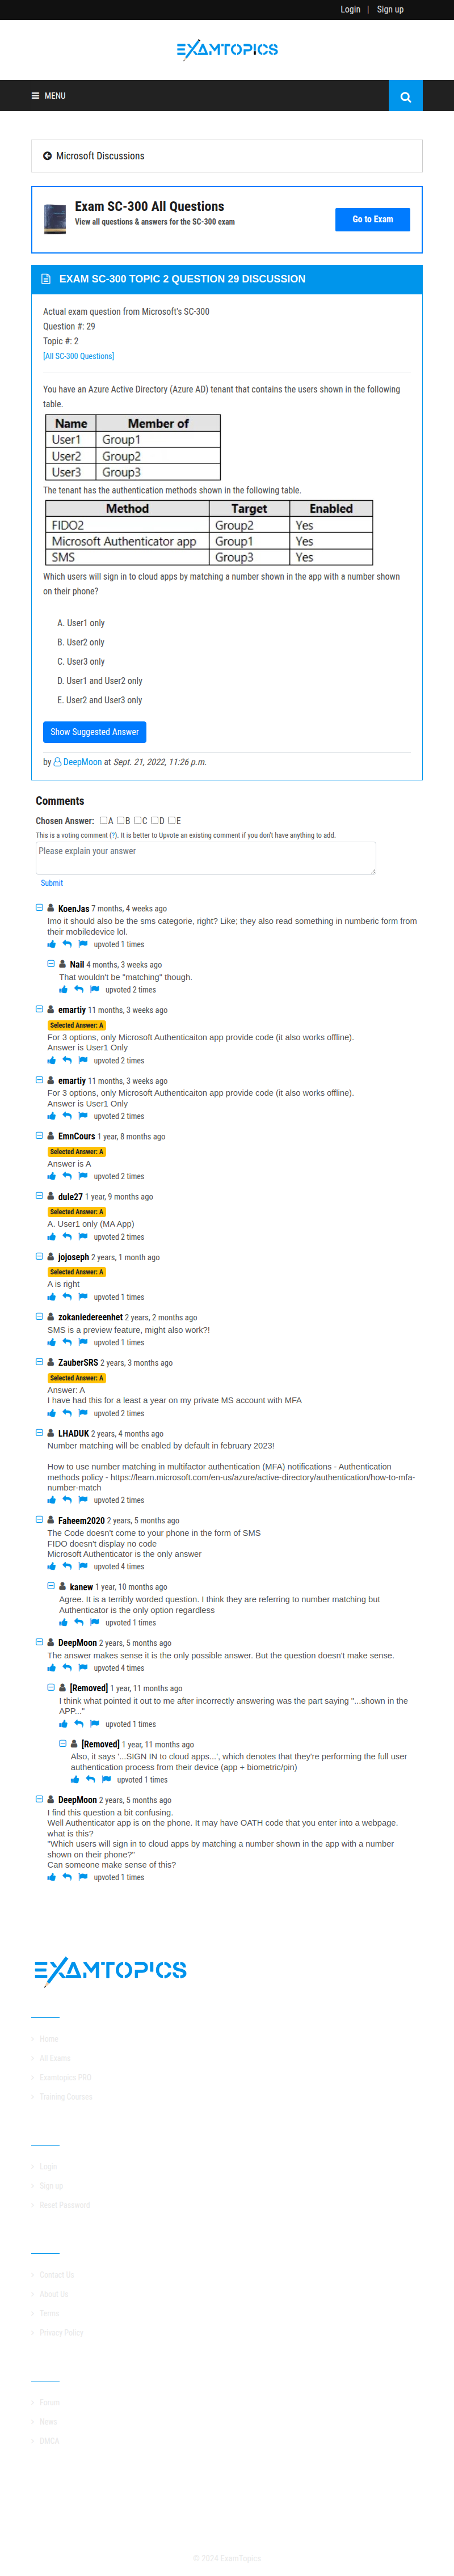 Login | Sign up
EXAMTOPICS
MENU
Microsoft Discussions
Exam SC-300 All Questions
View all questions & answers for the SC-300 exam
Go to Exam
EXAM SC-300 TOPIC 2 QUESTION 29 DISCUSSION
Actual exam question from Microsoft's SC-300
Question #: 29
Topic #: 2
[All SC-300 Questions]
You have an Azure Active Directory (Azure AD) tenant that contains the users shown in the following
table.
Name Member of
User1 Group1
User2 Group2
User3 Group3
The tenant has the authentication methods shown in the following table.
Method Target Enabled
FIDO2 Group2 Yes
Microsoft Authenticator app Group1 Yes
SMS Group3 Yes
Which users will sign in to cloud apps by matching a number shown in the app with a number shown
on their phone?
A. User1 only
B. User2 only
C. User3 only
D. User1 and User2 only
E. User2 and User3 only
Show Suggested Answer
by DeepMoon at Sept. 21, 2022, 11:26 p.m.
Comments
Chosen Answer: A B C D E
This is a voting comment (?). It is better to Upvote an existing comment if you don't have anything to add.
Please explain your answer
Submit
KoenJas 7 months, 4 weeks ago
Imo it should also be the sms categorie, right? Like; they also read something in numberic form from
their mobiledevice lol.
upvoted 1 times
Nail 4 months, 3 weeks ago
That wouldn't be "matching" though.
upvoted 2 times
emartiy 11 months, 3 weeks ago
Selected Answer: A
For 3 options, only Microsoft Authenticaiton app provide code (it also works offline).
Answer is User1 Only
upvoted 2 times
emartiy 11 months, 3 weeks ago
For 3 options, only Microsoft Authenticaiton app provide code (it also works offline).
Answer is User1 Only
upvoted 2 times
EmnCours 1 year, 8 months ago
Selected Answer: A
Answer is A
upvoted 2 times
dule27 1 year, 9 months ago
Selected Answer: A
A. User1 only (MA App)
upvoted 2 times
jojoseph 2 years, 1 month ago
Selected Answer: A
A is right
upvoted 1 times
zokaniedereenhet 2 years, 2 months ago
SMS is a preview feature, might also work?!
upvoted 1 times
ZauberSRS 2 years, 3 months ago
Selected Answer: A
Answer: A
I have had this for a least a year on my private MS account with MFA
upvoted 2 times
LHADUK 2 years, 4 months ago
Number matching will be enabled by default in february 2023!
How to use number matching in multifactor authentication (MFA) notifications - Authentication
methods policy - https://learn.microsoft.com/en-us/azure/active-directory/authentication/how-to-mfa-
number-match
upvoted 2 times
Faheem2020 2 years, 5 months ago
The Code doesn't come to your phone in the form of SMS
FIDO doesn't display no code
Microsoft Authenticator is the only answer
upvoted 4 times
kanew 1 year, 10 months ago
Agree. It is a terribly worded question. I think they are referring to number matching but
Authenticator is the only option regardless
upvoted 1 times
DeepMoon 2 years, 5 months ago
The answer makes sense it is the only possible answer. But the question doesn't make sense.
upvoted 4 times
[Removed] 1 year, 11 months ago
I think what pointed it out to me after incorrectly answering was the part saying "...shown in the
APP..."
upvoted 1 times
[Removed] 1 year, 11 months ago
Also, it says '...SIGN IN to cloud apps...', which denotes that they're performing the full user
authentication process from their device (app + biometric/pin)
upvoted 1 times
DeepMoon 2 years, 5 months ago
I find this question a bit confusing.
Well Authenticator app is on the phone. It may have OATH code that you enter into a webpage.
what is this?
"Which users will sign in to cloud apps by matching a number shown in the app with a number
shown on their phone?"
Can someone make sense of this?
upvoted 1 times
EXAMTOPICS
Home
All Exams
Examtopics PRO
Training Courses
Login
Sign up
Reset Password
Contact Us
About Us
Terms
Privacy Policy
Forum
News
DMCA
© 2024 ExamTopics